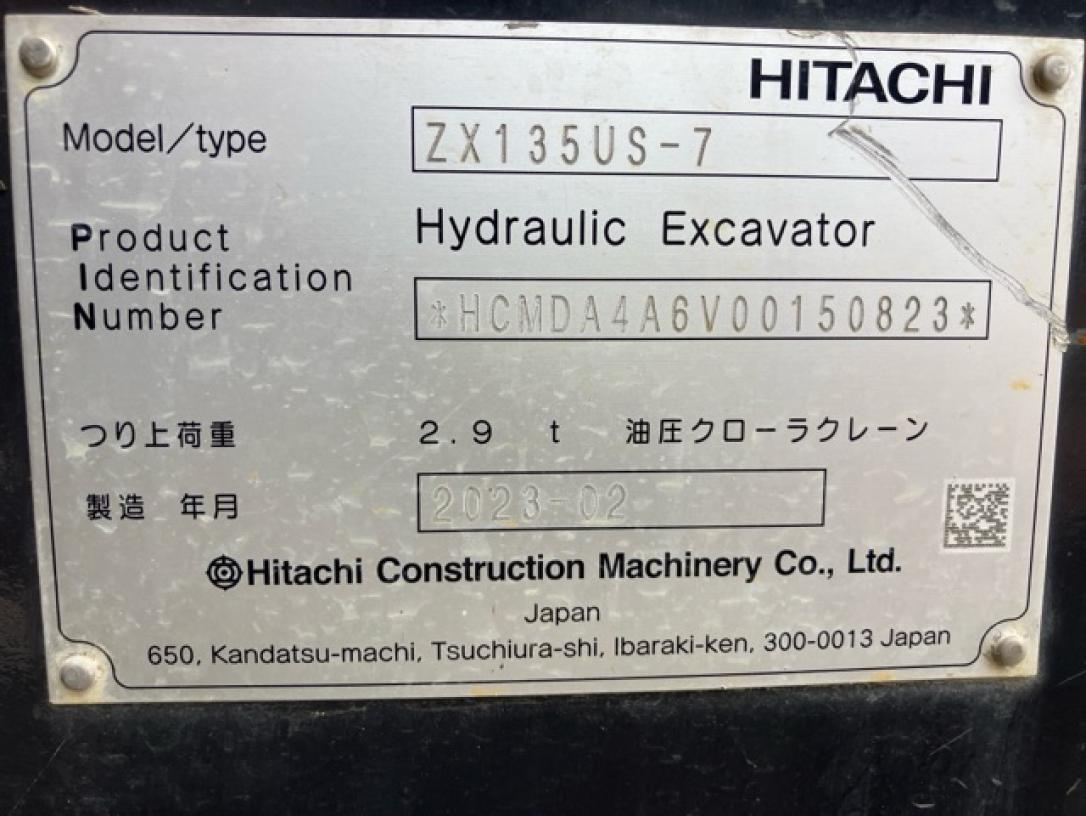 HITACHI
Model/type ZX135US-7
Product Identification Number
Hydraulic Excavator
*HCMDA4A6V00150823*
つり上荷重 2.9 t 油圧クローラクレーン
製造 年月 2023-02
Hitachi Construction Machinery Co., Ltd.
Japan
650, Kandatsu-machi, Tsuchiura-shi, Ibaraki-ken, 300-0013 Japan